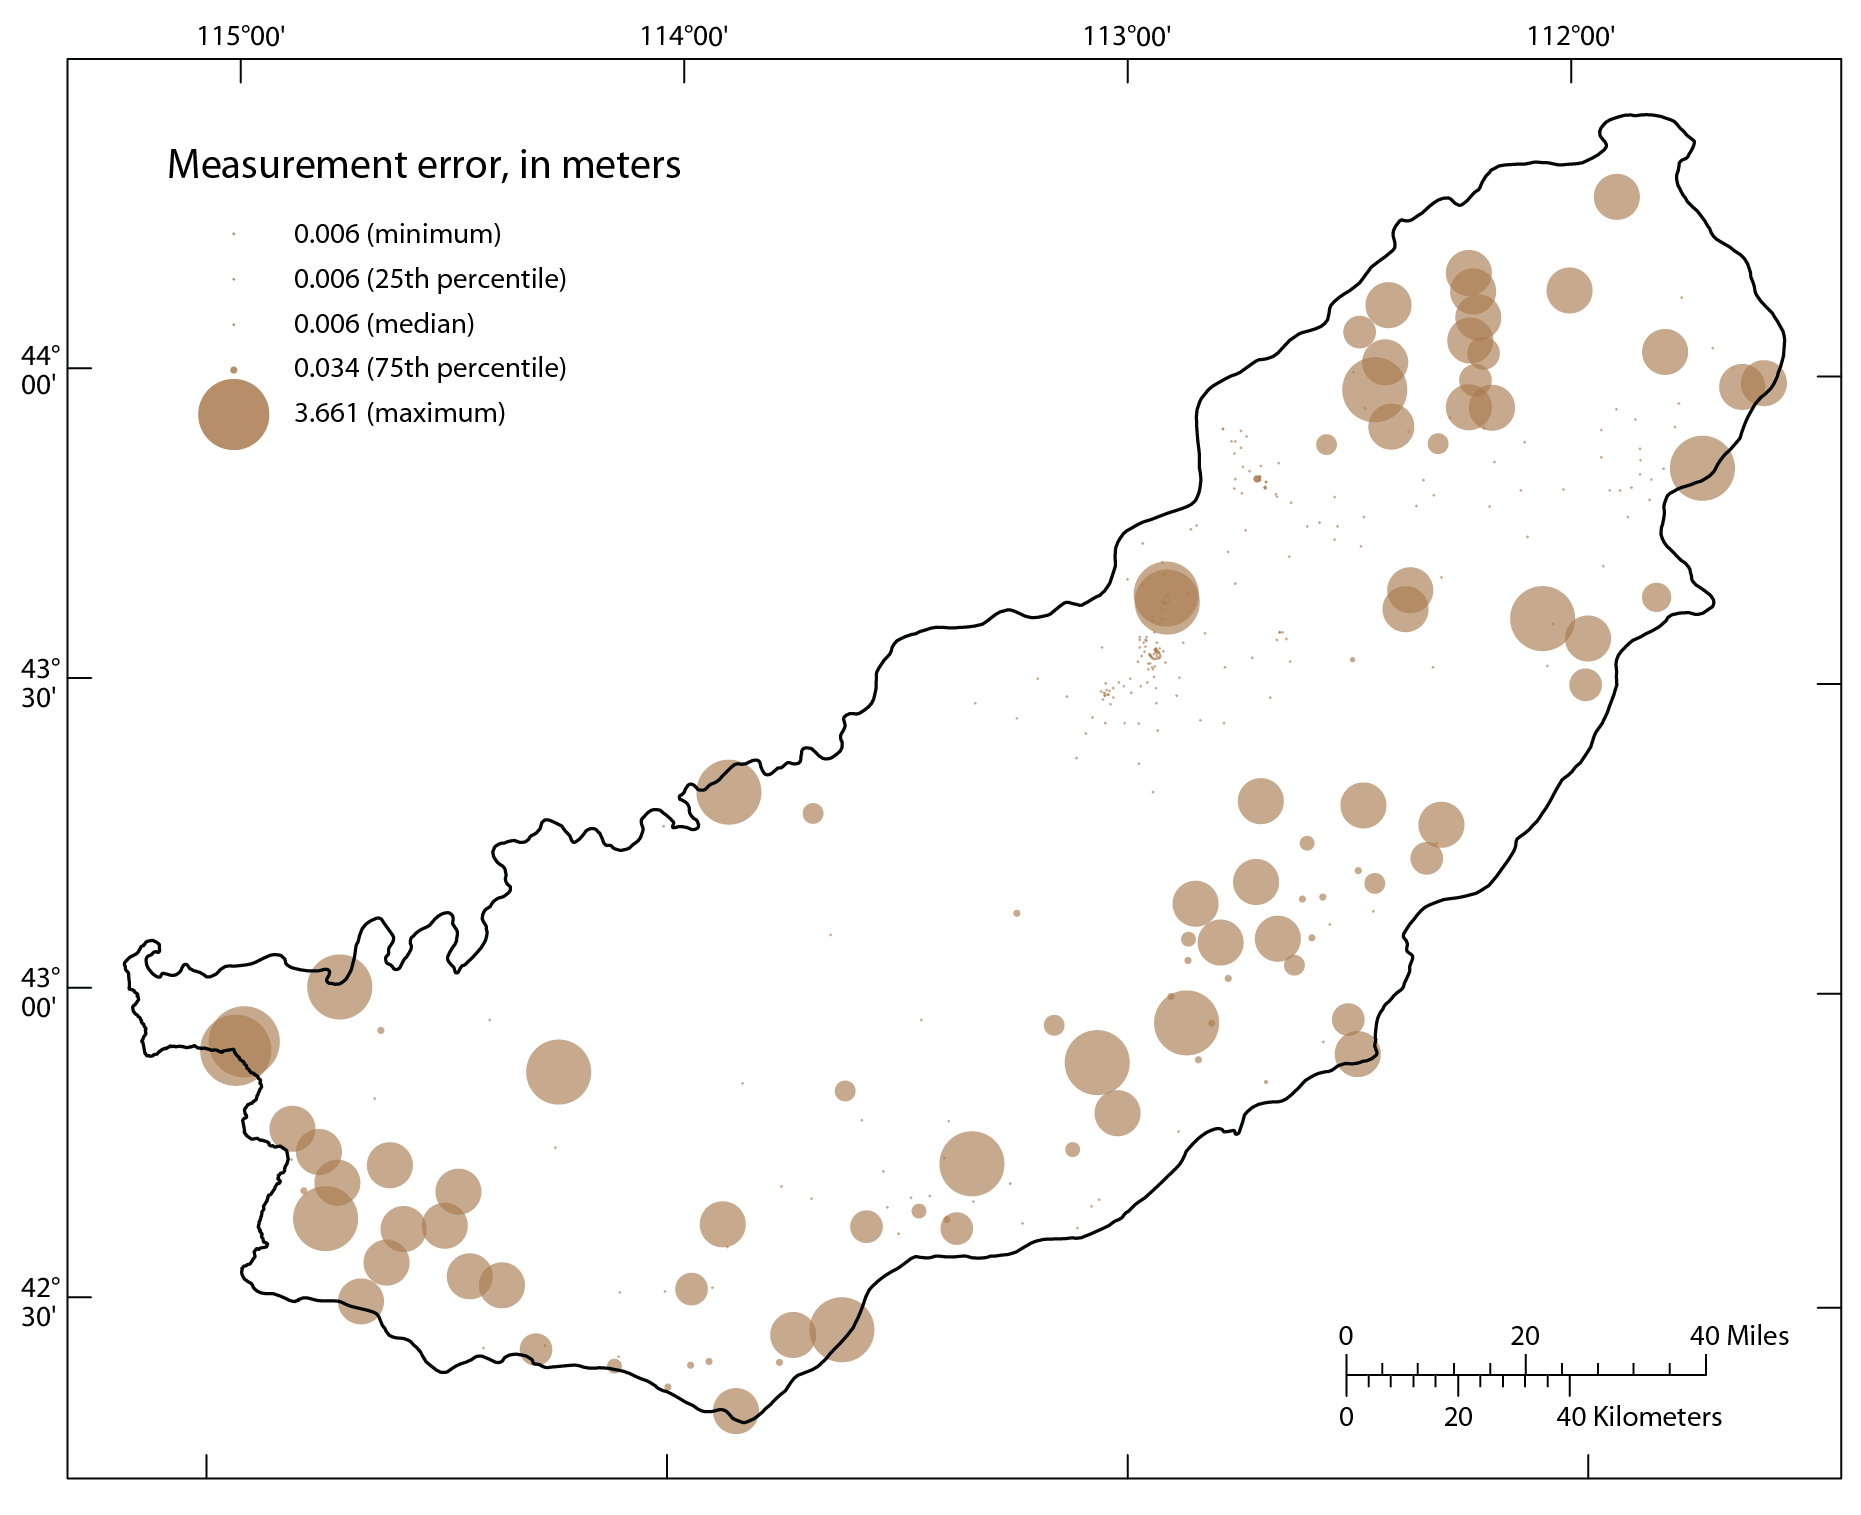 115°00' 114°00' 113°00' 112°00'
Measurement error, in meters
0.006 (minimum)
0.006 (25th percentile)
0.006 (median)
0.034 (75th percentile)
3.661 (maximum)
44°
00'
43°
30'
43°
00'
42°
30'
0 20 40 Miles
0 20 40 Kilometers